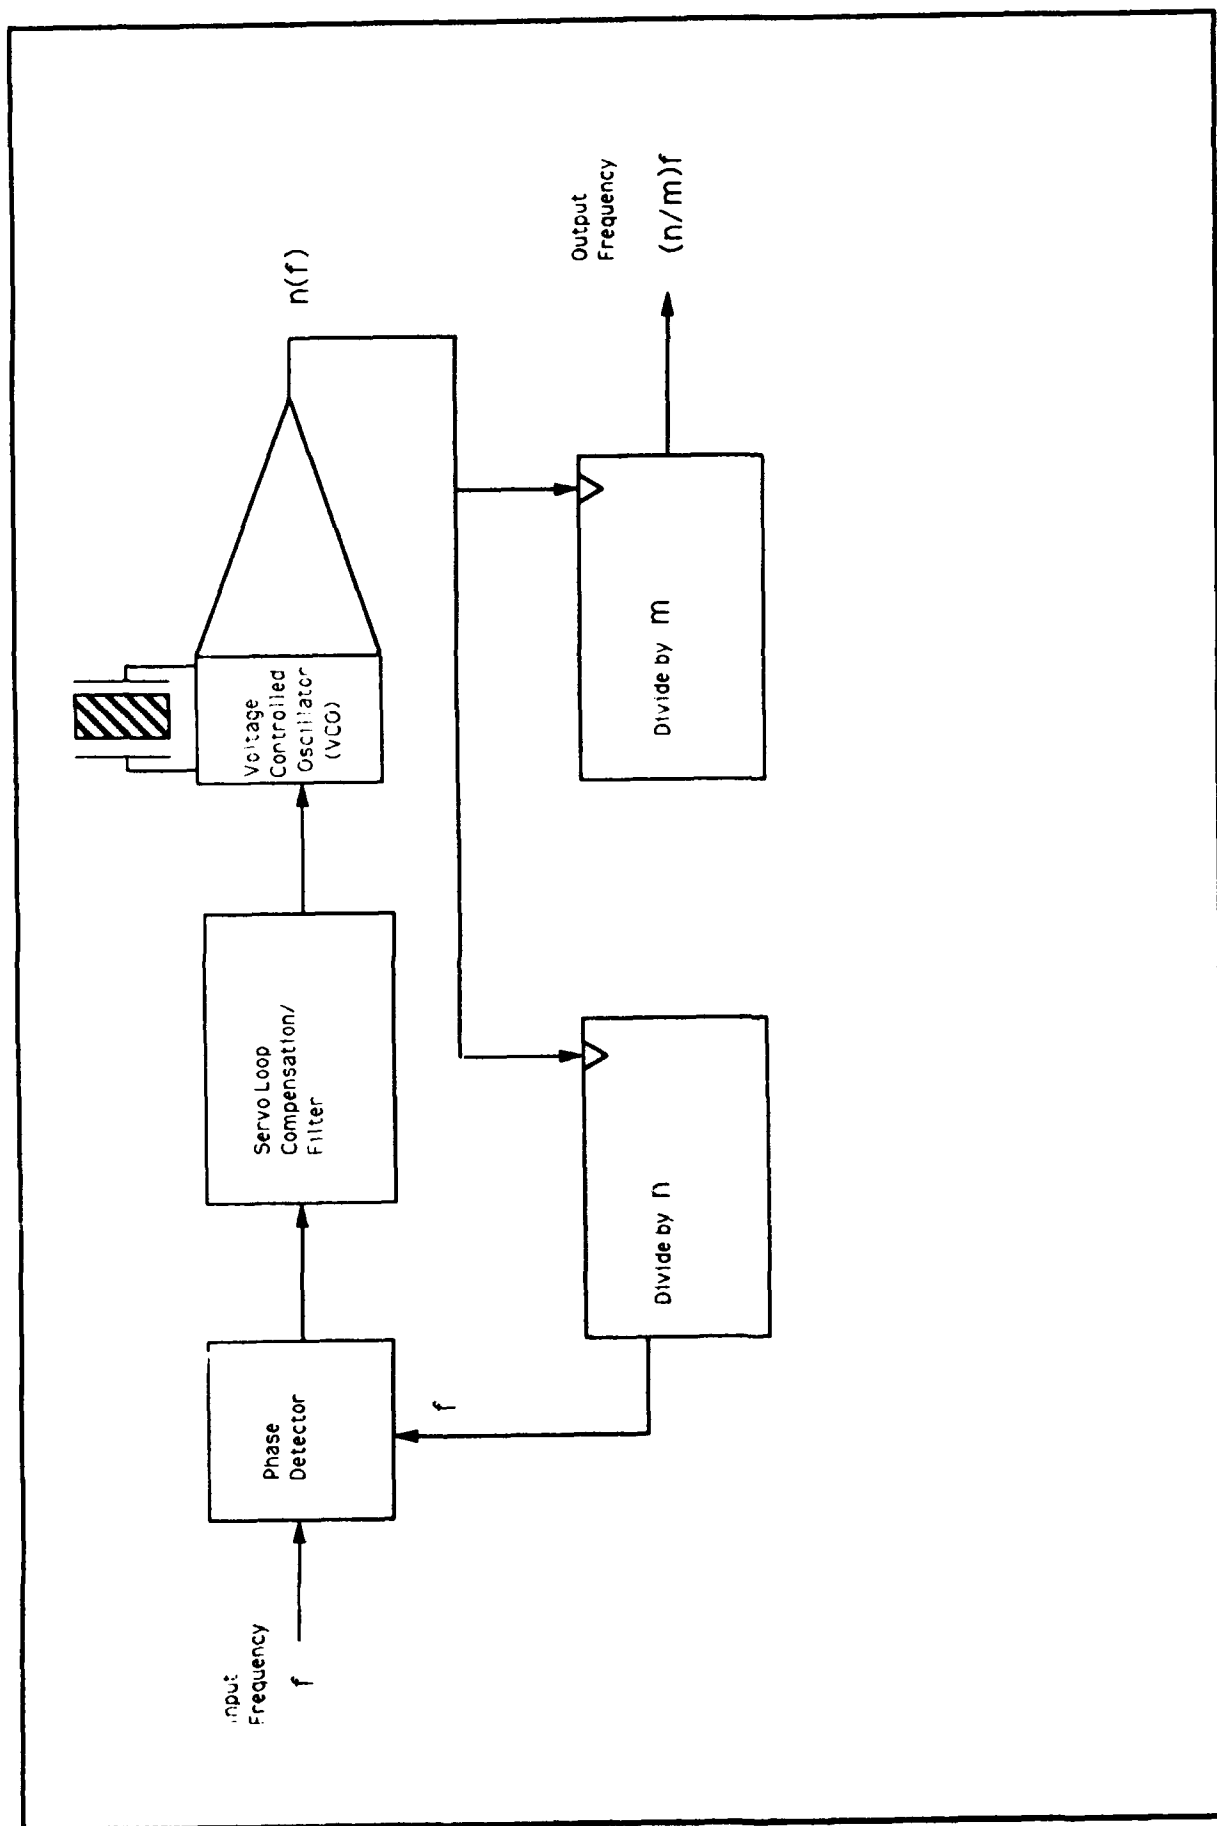 Input
Frequency
f
Phase
Detector
f
Servo Loop
Compensation/
Filter
Voltage
Controlled
Oscillator
(VCO)
n(f)
Divide by n
Divide by m
Output
Frequency
(n/m)f